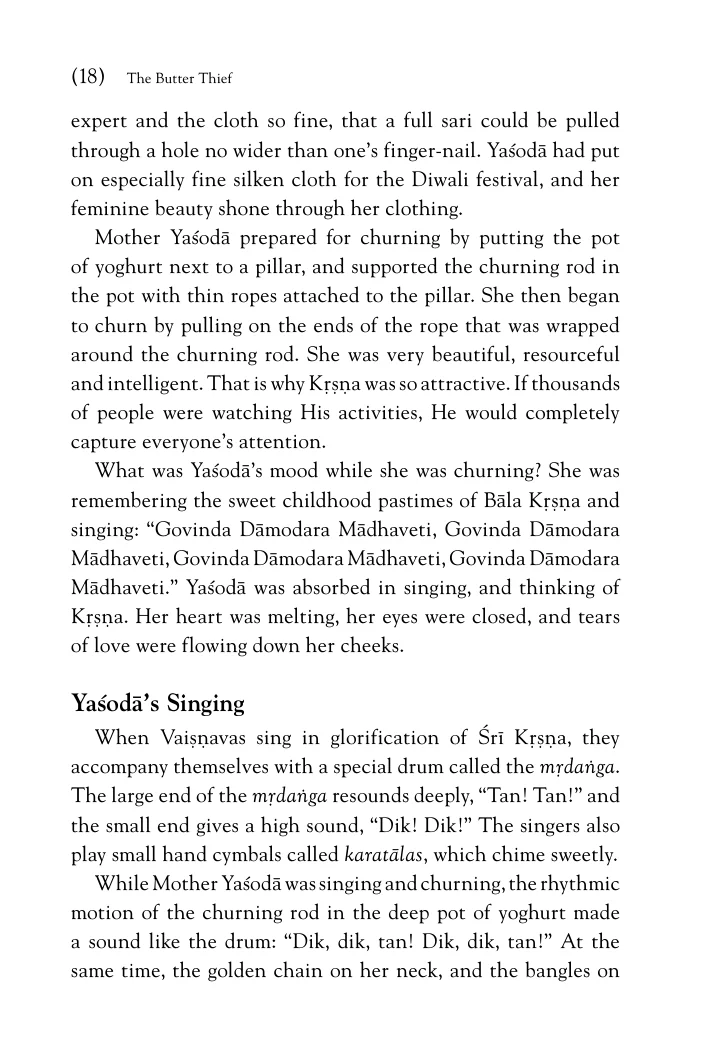 (18) The Butter Thief
expert and the cloth so fine, that a full sari could be pulled
through a hole no wider than one’s finger-nail. Yaśodā had put
on especially fine silken cloth for the Diwali festival, and her
feminine beauty shone through her clothing.
Mother Yaśodā prepared for churning by putting the pot
of yoghurt next to a pillar, and supported the churning rod in
the pot with thin ropes attached to the pillar. She then began
to churn by pulling on the ends of the rope that was wrapped
around the churning rod. She was very beautiful, resourceful
and intelligent. That is why Kṛṣṇa was so attractive. If thousands
of people were watching His activities, He would completely
capture everyone’s attention.
What was Yaśodā’s mood while she was churning? She was
remembering the sweet childhood pastimes of Bāla Kṛṣṇa and
singing: “Govinda Dāmodara Mādhaveti, Govinda Dāmodara
Mādhaveti, Govinda Dāmodara Mādhaveti, Govinda Dāmodara
Mādhaveti.” Yaśodā was absorbed in singing, and thinking of
Kṛṣṇa. Her heart was melting, her eyes were closed, and tears
of love were flowing down her cheeks.
Yaśodā’s Singing
When Vaiṣṇavas sing in glorification of Śrī Kṛṣṇa, they
accompany themselves with a special drum called the mṛdaṅga.
The large end of the mṛdaṅga resounds deeply, “Tan! Tan!” and
the small end gives a high sound, “Dik! Dik!” The singers also
play small hand cymbals called karatālas, which chime sweetly.
While Mother Yaśodā was singing and churning, the rhythmic
motion of the churning rod in the deep pot of yoghurt made
a sound like the drum: “Dik, dik, tan! Dik, dik, tan!” At the
same time, the golden chain on her neck, and the bangles on